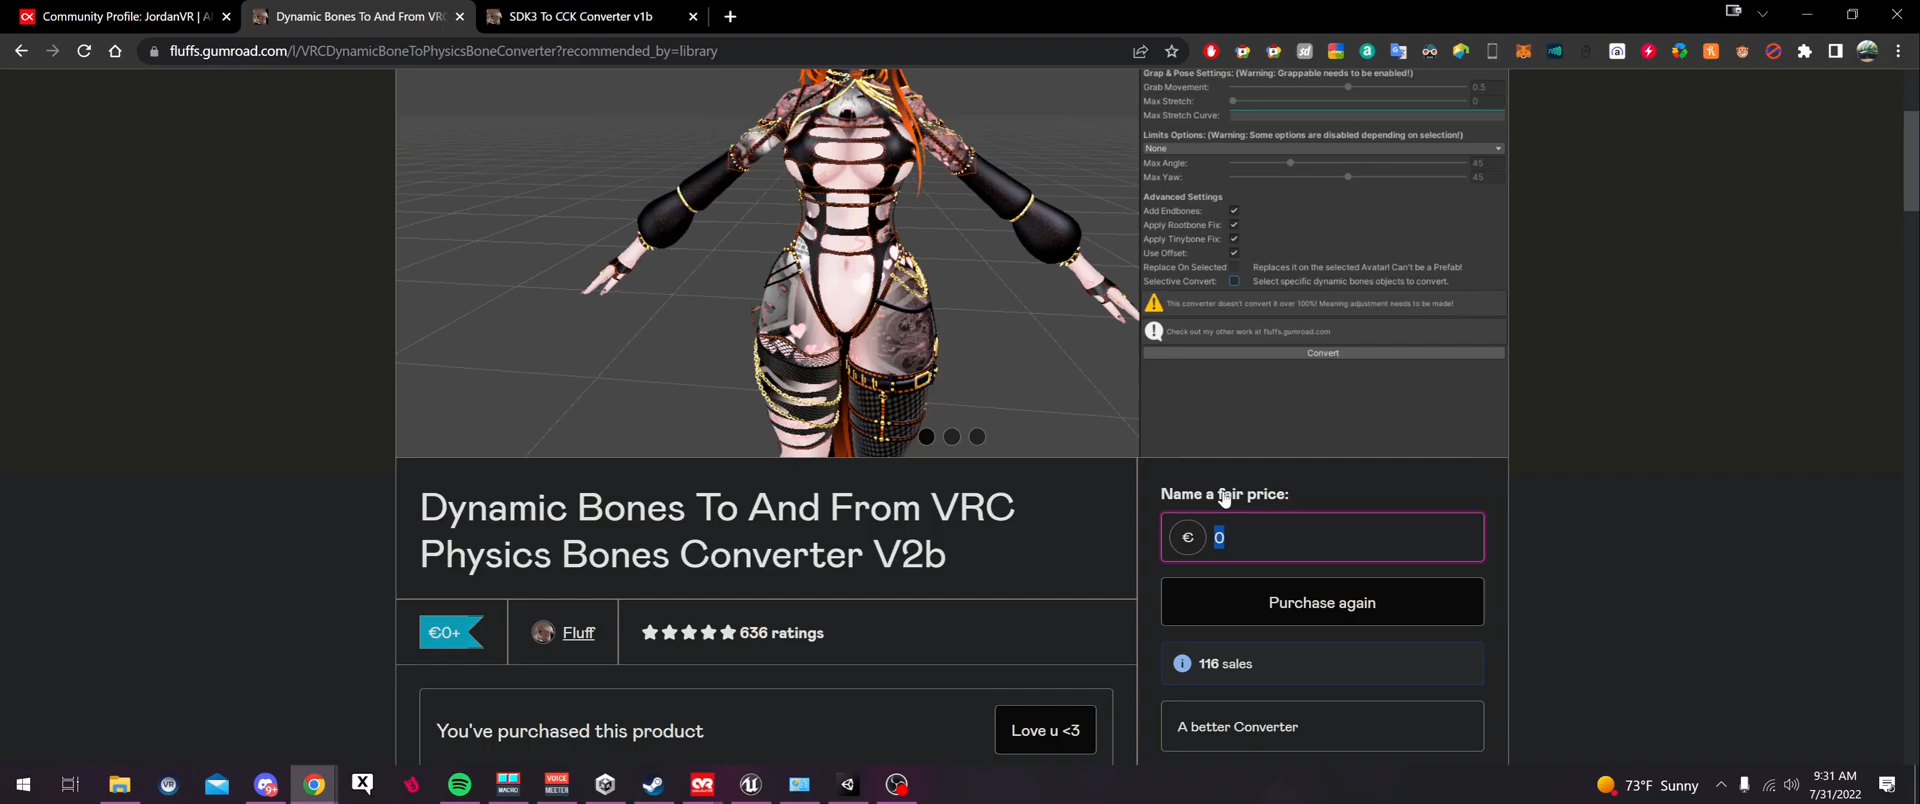 Community Profile: JordanVR | Al
Dynamic Bones To And From VRC
SDK3 To CCK Converter v1b
fluffs.gumroad.com/l/VRCDynamicBoneToPhysicsBoneConverter?recommended_by=library
Grap & Pose Settings: (Warning: Grappable needs to be enabled!)
Grab Movement: 0.5
Max Stretch: 0
Max Stretch Curve:
Limits Options: (Warning: Some options are disabled depending on selection!)
None
Max Angle: 45
Max Yaw: 45
Advanced Settings
Add Endbones:
Apply Rootbone Fix:
Apply Tinybone Fix:
Use Offset:
Replace On Selected Replaces it on the selected Avatar! Can't be a Prefab!
Selective Convert: Select specific dynamic bones objects to convert.
This converter doesn't convert it over 100%! Meaning adjustment needs to be made!
Check out my other work at fluffs.gumroad.com
Convert
Dynamic Bones To And From VRC
Physics Bones Converter V2b
Name a fair price:
€ 0
Purchase again
€0+
Fluff
636 ratings
116 sales
You've purchased this product
Love u <3
A better Converter
9+
MACRO
VOICE
MEETER
73°F Sunny
9:31 AM
7/31/2022